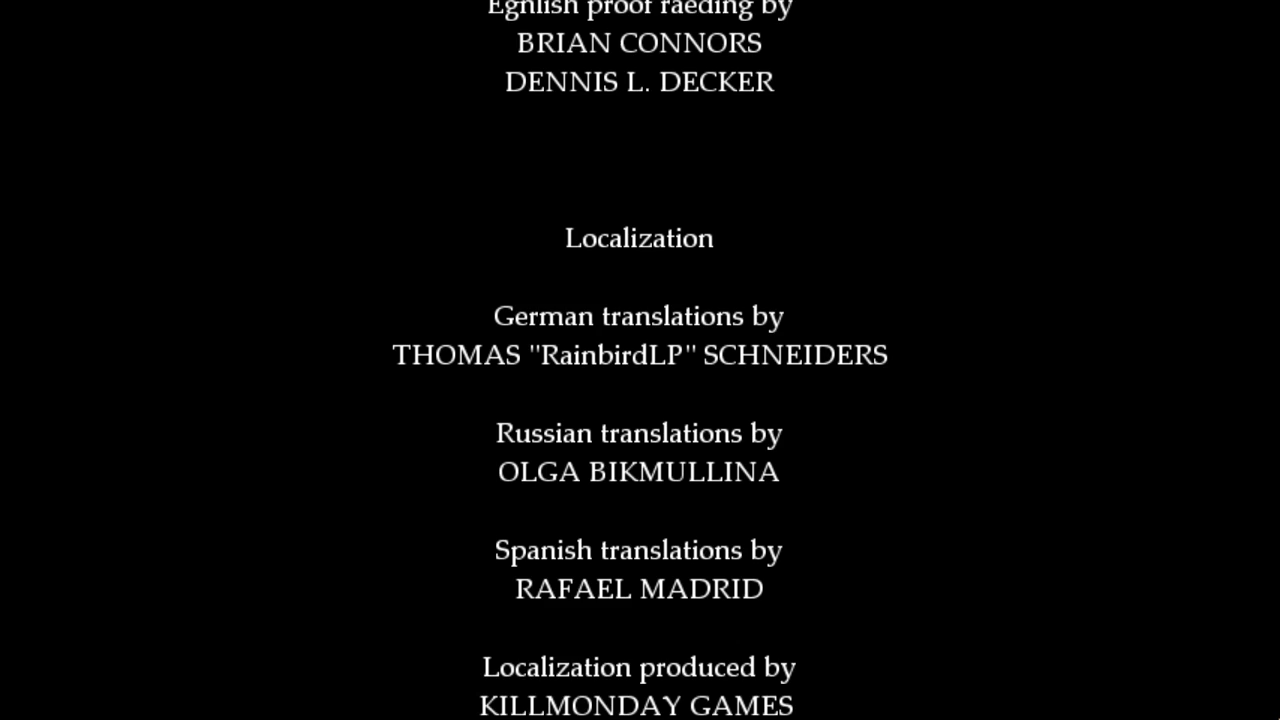 Egnlish proof raeding by
BRIAN CONNORS
DENNIS L. DECKER
Localization
German translations by
THOMAS "RainbirdLP" SCHNEIDERS
Russian translations by
OLGA BIKMULLINA
Spanish translations by
RAFAEL MADRID
Localization produced by
KILLMONDAY GAMES